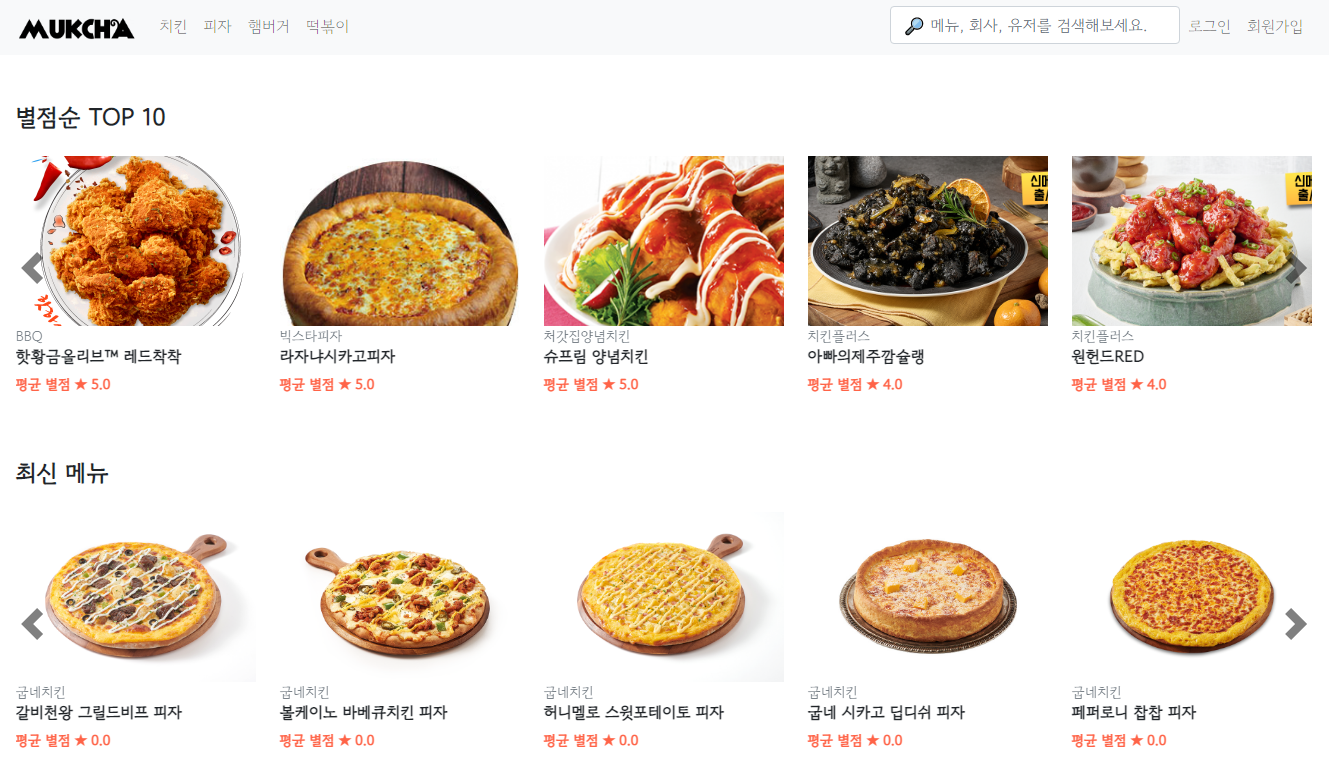 MUKCHA 치킨 피자 햄버거 떡볶이 메뉴, 회사, 유저를 검색해보세요. 로그인 회원가입
별점순 TOP 10
신메
출시
신메
출시
BBQ 빅스타피자 처갓집양념치킨 치킨플러스 치킨플러스
핫황금올리브™ 레드착착 라자냐시카고피자 슈프림 양념치킨 아빠의제주깜슐랭 원헌드RED
평균 별점 ★ 5.0 평균 별점 ★ 5.0 평균 별점 ★ 5.0 평균 별점 ★ 4.0 평균 별점 ★ 4.0
최신 메뉴
굽네치킨 굽네치킨 굽네치킨 굽네치킨 굽네치킨
갈비천왕 그릴드비프 피자 볼케이노 바베큐치킨 피자 허니멜로 스윗포테이토 피자 굽네 시카고 딥디쉬 피자 페퍼로니 찹찹 피자
평균 별점 ★ 0.0 평균 별점 ★ 0.0 평균 별점 ★ 0.0 평균 별점 ★ 0.0 평균 별점 ★ 0.0